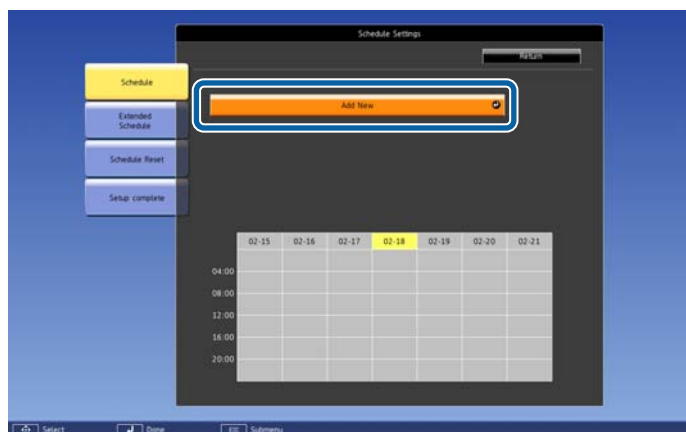 Schedule Settings
Return
Schedule
Add New
Extended
Schedule
Schedule Reset
Setup complete
02-15 02-16 02-17 02-18 02-19 02-20 02-21
04:00
08:00
12:00
16:00
20:00
Select Done Submenu